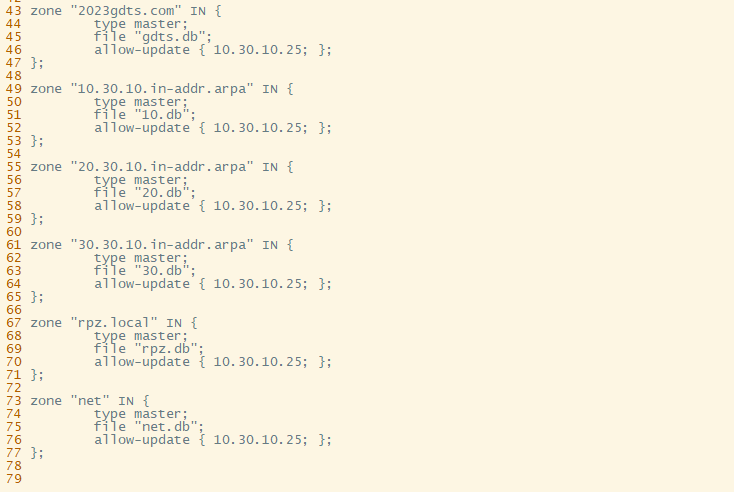 43 zone "2023gdts.com" IN {
44         type master;
45         file "gdts.db";
46         allow-update { 10.30.10.25; };
47 };
48
49 zone "10.30.10.in-addr.arpa" IN {
50         type master;
51         file "10.db";
52         allow-update { 10.30.10.25; };
53 };
54
55 zone "20.30.10.in-addr.arpa" IN {
56         type master;
57         file "20.db";
58         allow-update { 10.30.10.25; };
59 };
60
61 zone "30.30.10.in-addr.arpa" IN {
62         type master;
63         file "30.db";
64         allow-update { 10.30.10.25; };
65 };
66
67 zone "rpz.local" IN {
68         type master;
69         file "rpz.db";
70         allow-update { 10.30.10.25; };
71 };
72
73 zone "net" IN {
74         type master;
75         file "net.db";
76         allow-update { 10.30.10.25; };
77 };
78
79